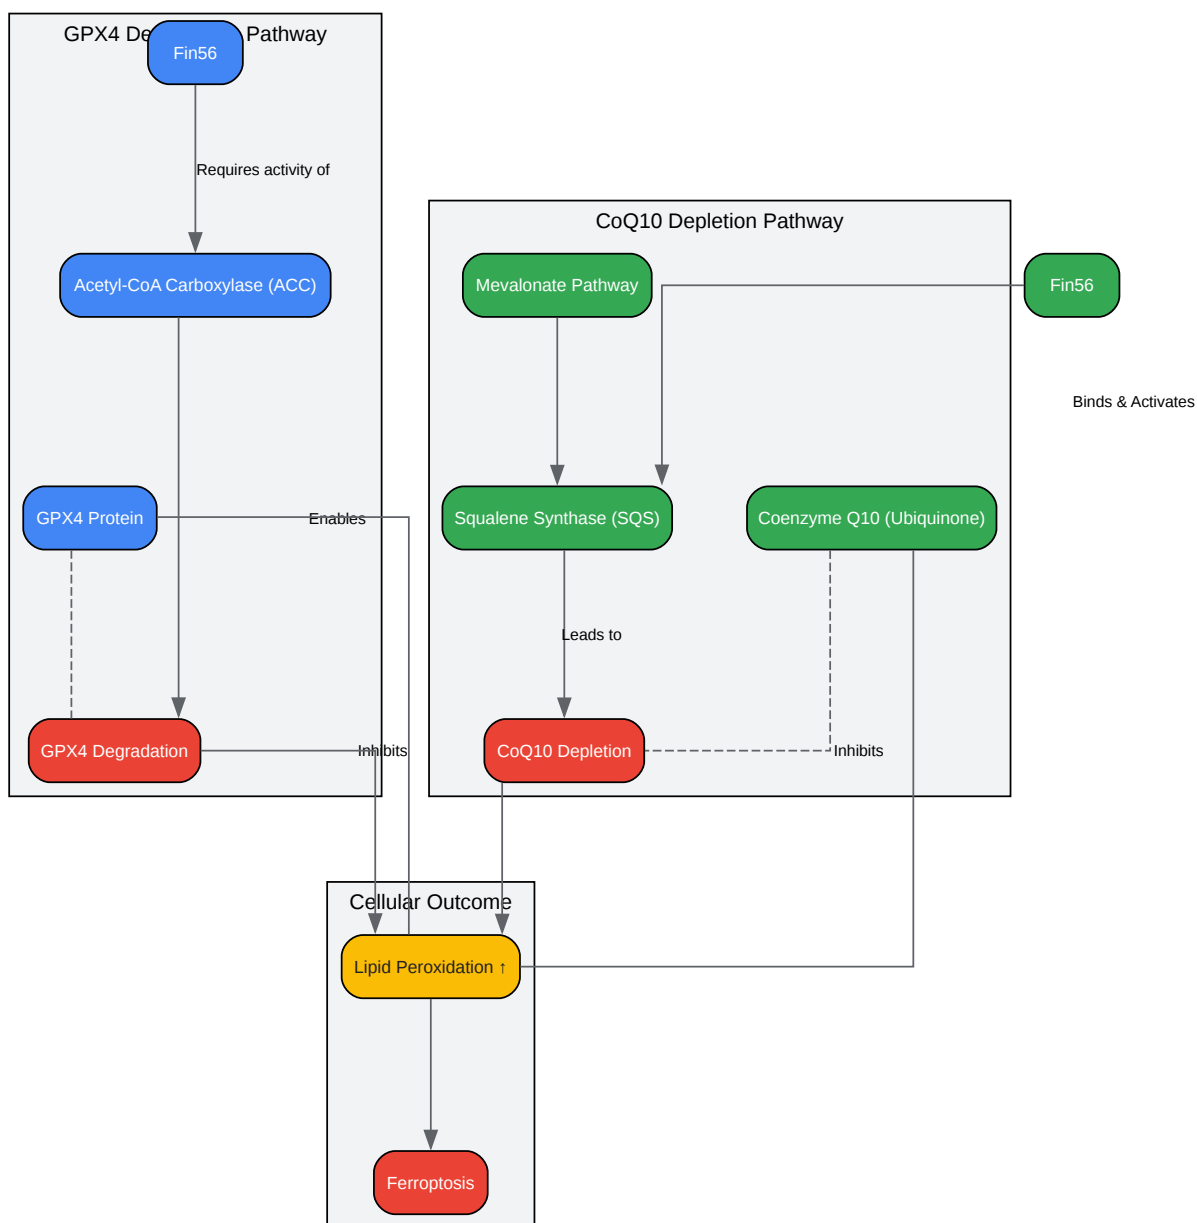 GPX4 De
Pathway
Fin56
Requires activity of
CoQ10 Depletion Pathway
Acetyl-CoA Carboxylase (ACC)
Mevalonate Pathway
Fin56
Binds & Activates
GPX4 Protein
Enables
Squalene Synthase (SQS)
Coenzyme Q10 (Ubiquinone)
Leads to
GPX4 Degradation
Inhibits
CoQ10 Depletion
Inhibits
Cellular Outcome
Lipid Peroxidation ↑
Ferroptosis